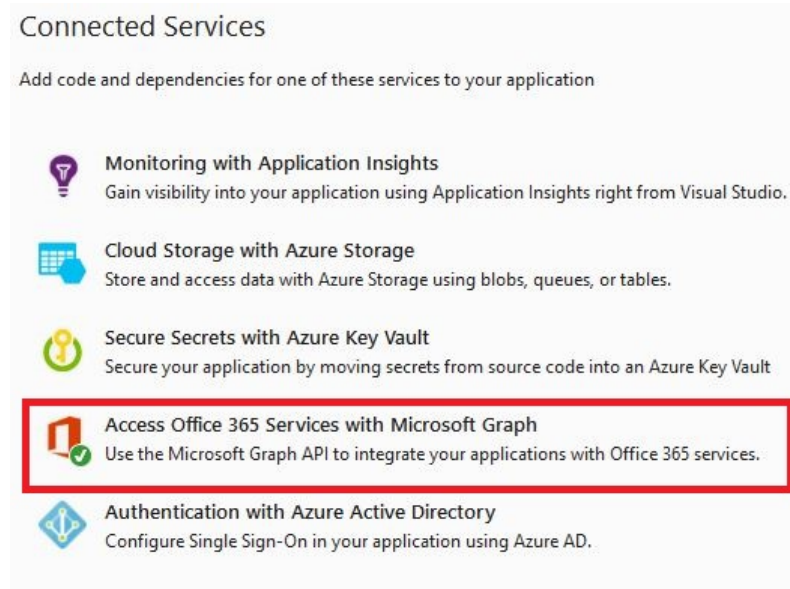 Connected Services
Add code and dependencies for one of these services to your application
Monitoring with Application Insights
Gain visibility into your application using Application Insights right from Visual Studio.
Cloud Storage with Azure Storage
Store and access data with Azure Storage using blobs, queues, or tables.
Secure Secrets with Azure Key Vault
Secure your application by moving secrets from source code into an Azure Key Vault
Access Office 365 Services with Microsoft Graph
Use the Microsoft Graph API to integrate your applications with Office 365 services.
Authentication with Azure Active Directory
Configure Single Sign-On in your application using Azure AD.